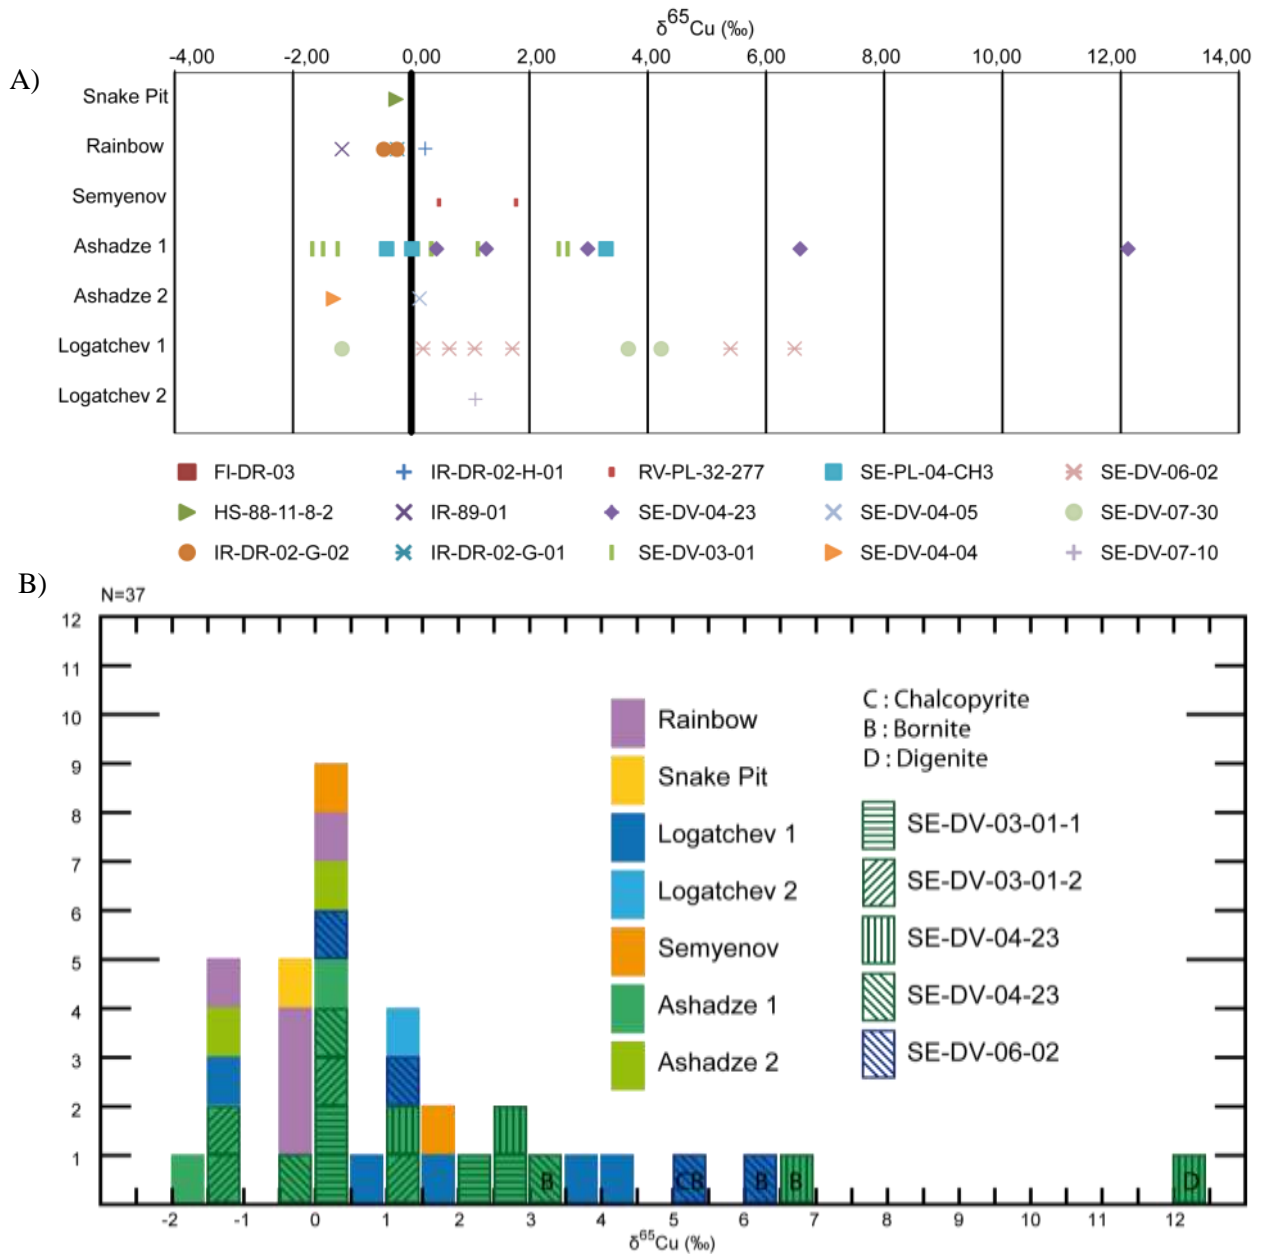 δ65Cu (‰)
-4,00 -2,00 0,00 2,00 4,00 6,00 8,00 10,00 12,00 14,00
A)
Snake Pit
Rainbow
Semyenov
Ashadze 1
Ashadze 2
Logatchev 1
Logatchev 2
FI-DR-03 IR-DR-02-H-01 RV-PL-32-277 SE-PL-04-CH3 SE-DV-06-02
HS-88-11-8-2 IR-89-01 SE-DV-04-23 SE-DV-04-05 SE-DV-07-30
IR-DR-02-G-02 IR-DR-02-G-01 SE-DV-03-01 SE-DV-04-04 SE-DV-07-10
B)
N=37
12
11
10
9
8
7
6
5
4
3
2
1
Rainbow
Snake Pit
Logatchev 1
Logatchev 2
Semyenov
Ashadze 1
Ashadze 2
C : Chalcopyrite
B : Bornite
D : Digenite
SE-DV-03-01-1
SE-DV-03-01-2
SE-DV-04-23
SE-DV-04-23
SE-DV-06-02
B CB B B D
-2 -1 0 1 2 3 4 5 6 7 8 9 10 11 12
δ65Cu (‰)